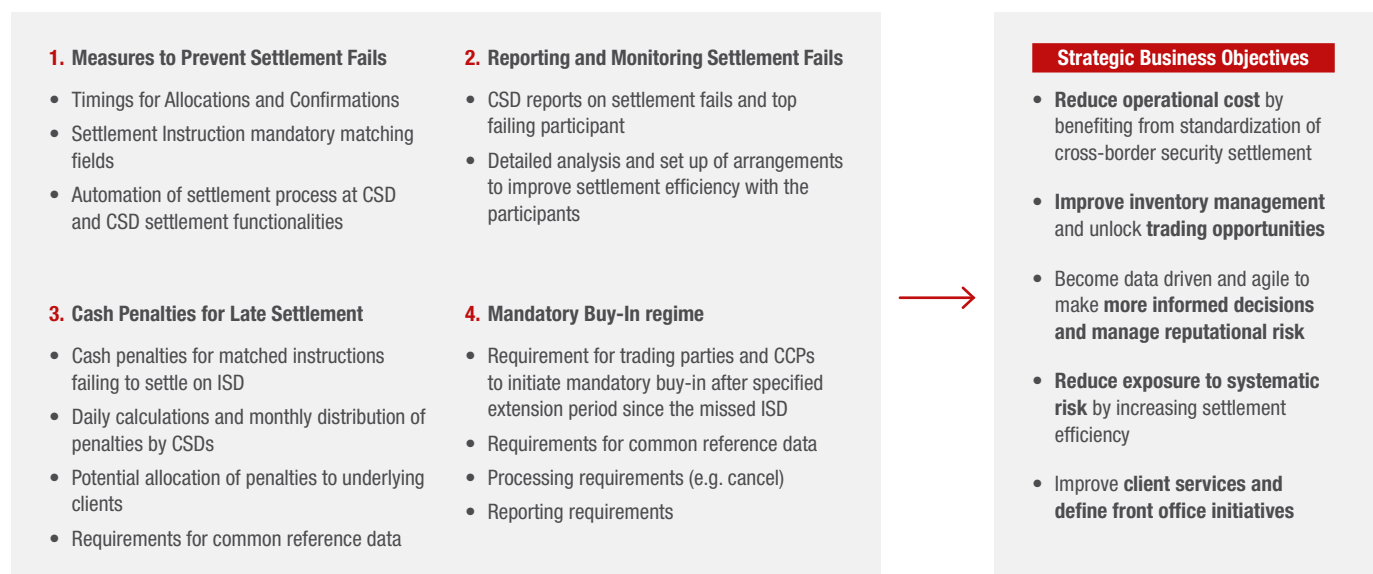 1. Measures to Prevent Settlement Fails
• Timings for Allocations and Confirmations
• Settlement Instruction mandatory matching
fields
• Automation of settlement process at CSD
and CSD settlement functionalities
2. Reporting and Monitoring Settlement Fails
• CSD reports on settlement fails and top
failing participant
• Detailed analysis and set up of arrangements
to improve settlement efficiency with the
participants
3. Cash Penalties for Late Settlement
• Cash penalties for matched instructions
failing to settle on ISD
• Daily calculations and monthly distribution of
penalties by CSDs
• Potential allocation of penalties to underlying
clients
• Requirements for common reference data
4. Mandatory Buy-In regime
• Requirement for trading parties and CCPs
to initiate mandatory buy-in after specified
extension period since the missed ISD
• Requirements for common reference data
• Processing requirements (e.g. cancel)
• Reporting requirements
Strategic Business Objectives
• Reduce operational cost by
benefiting from standardization of
cross-border security settlement
• Improve inventory management
and unlock trading opportunities
• Become data driven and agile to
make more informed decisions
and manage reputational risk
• Reduce exposure to systematic
risk by increasing settlement
efficiency
• Improve client services and
define front office initiatives